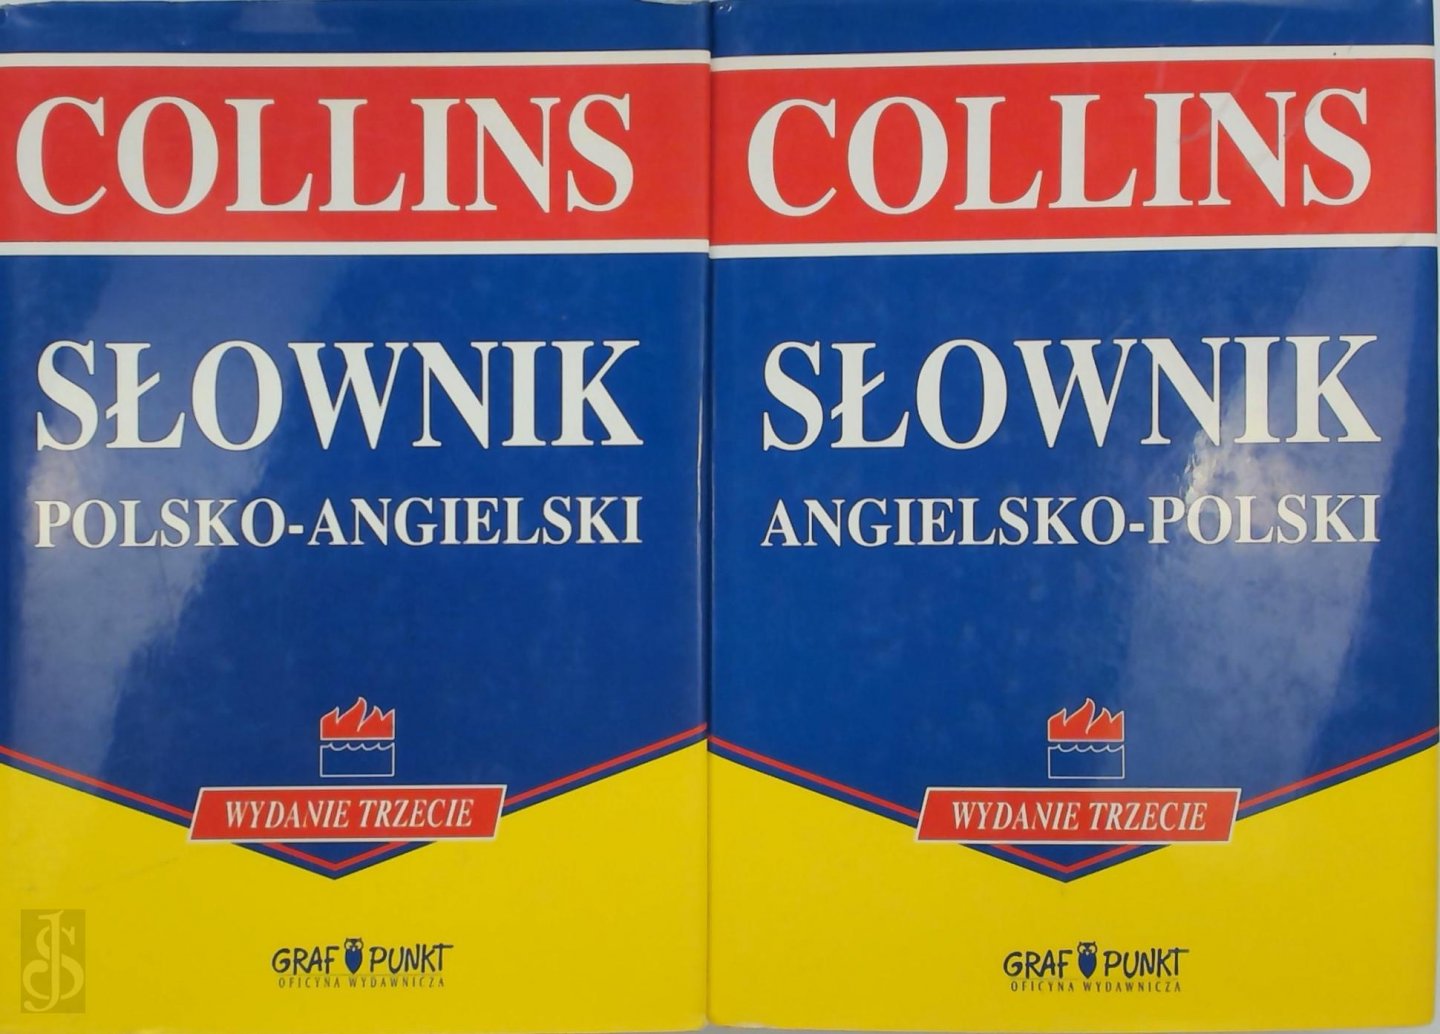 COLLINS
SŁOWNIK
POLSKO-ANGIELSKI
WYDANIE TRZECIE
GRAF PUNKT
OFICYNA WYDAWNICZA
COLLINS
SŁOWNIK
ANGIELSKO-POLSKI
WYDANIE TRZECIE
GRAF PUNKT
OFICYNA WYDAWNICZA
JS